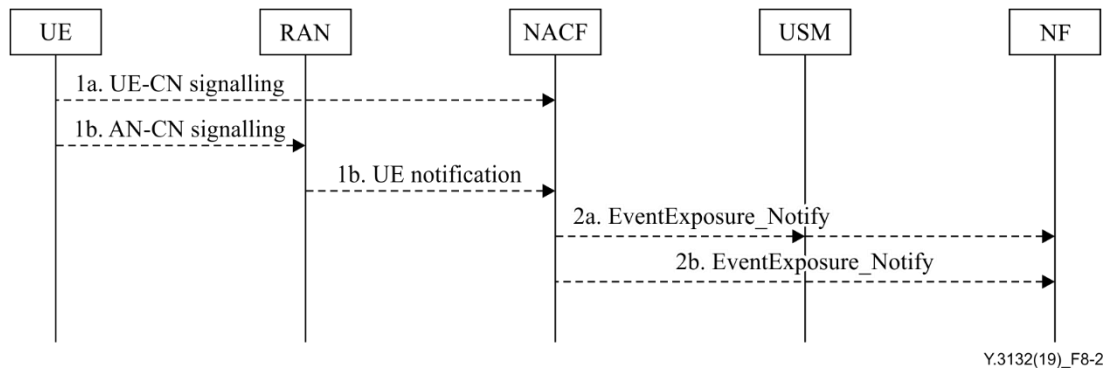 UE RAN NACF USM NF
1a. UE-CN signalling
1b. AN-CN signalling
1b. UE notification
2a. EventExposure_Notify
2b. EventExposure_Notify
Y.3132(19)_F8-2